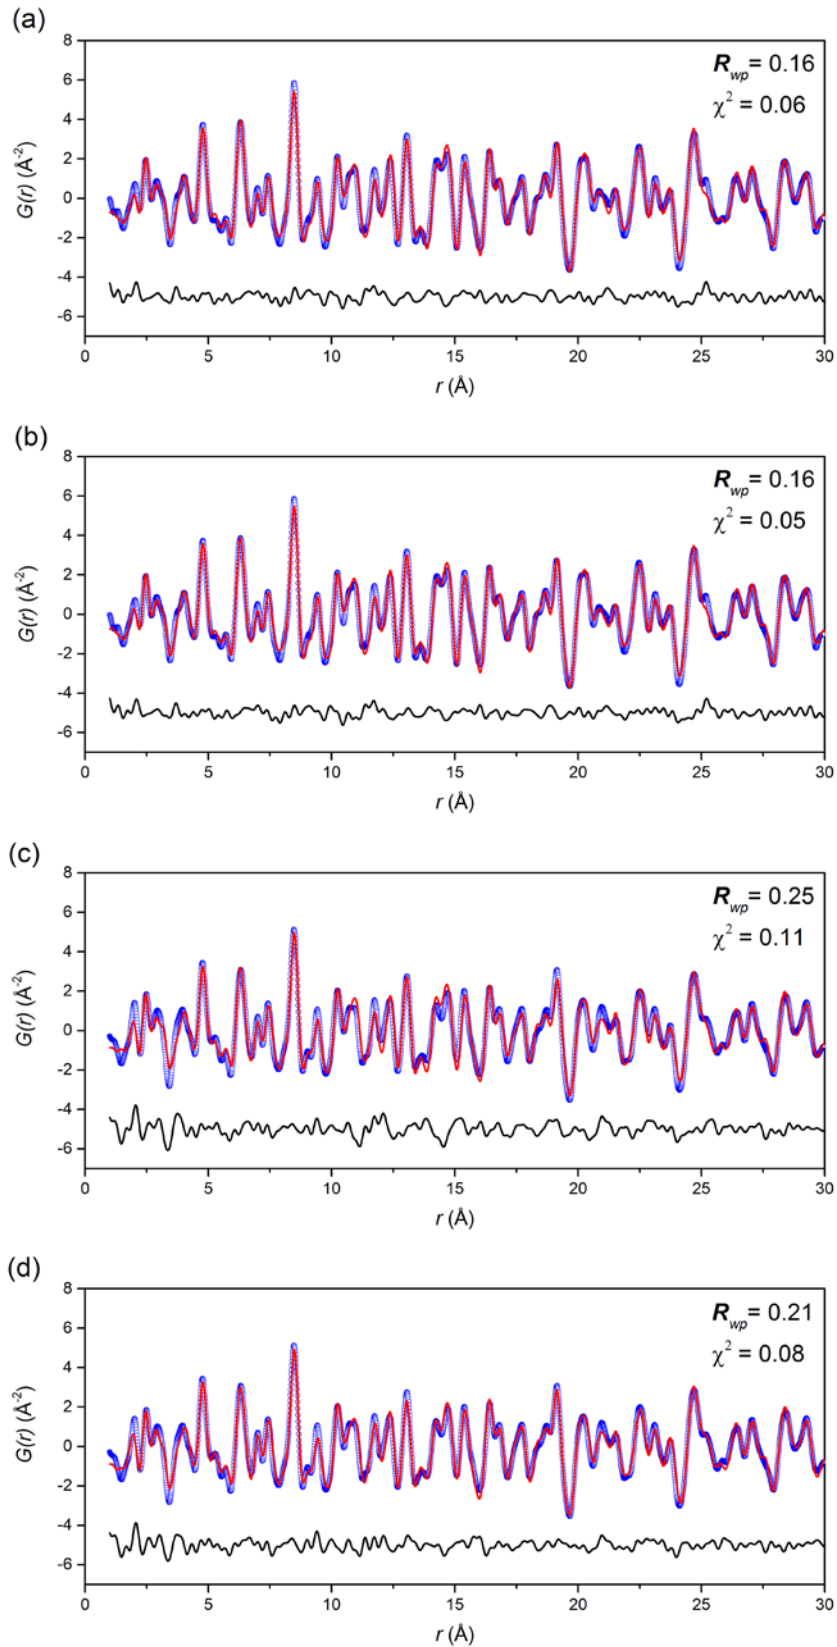 (a)
8
6
4
2
0
-2
-4
-6
G(r) (Å⁻²)
R_wp = 0.16
χ² = 0.06
0 5 10 15 20 25 30
r (Å)
(b)
8
6
4
2
0
-2
-4
-6
G(r) (Å⁻²)
R_wp = 0.16
χ² = 0.05
0 5 10 15 20 25 30
r (Å)
(c)
8
6
4
2
0
-2
-4
-6
G(r) (Å⁻²)
R_wp = 0.25
χ² = 0.11
0 5 10 15 20 25 30
r (Å)
(d)
8
6
4
2
0
-2
-4
-6
G(r) (Å⁻²)
R_wp = 0.21
χ² = 0.08
0 5 10 15 20 25 30
r (Å)